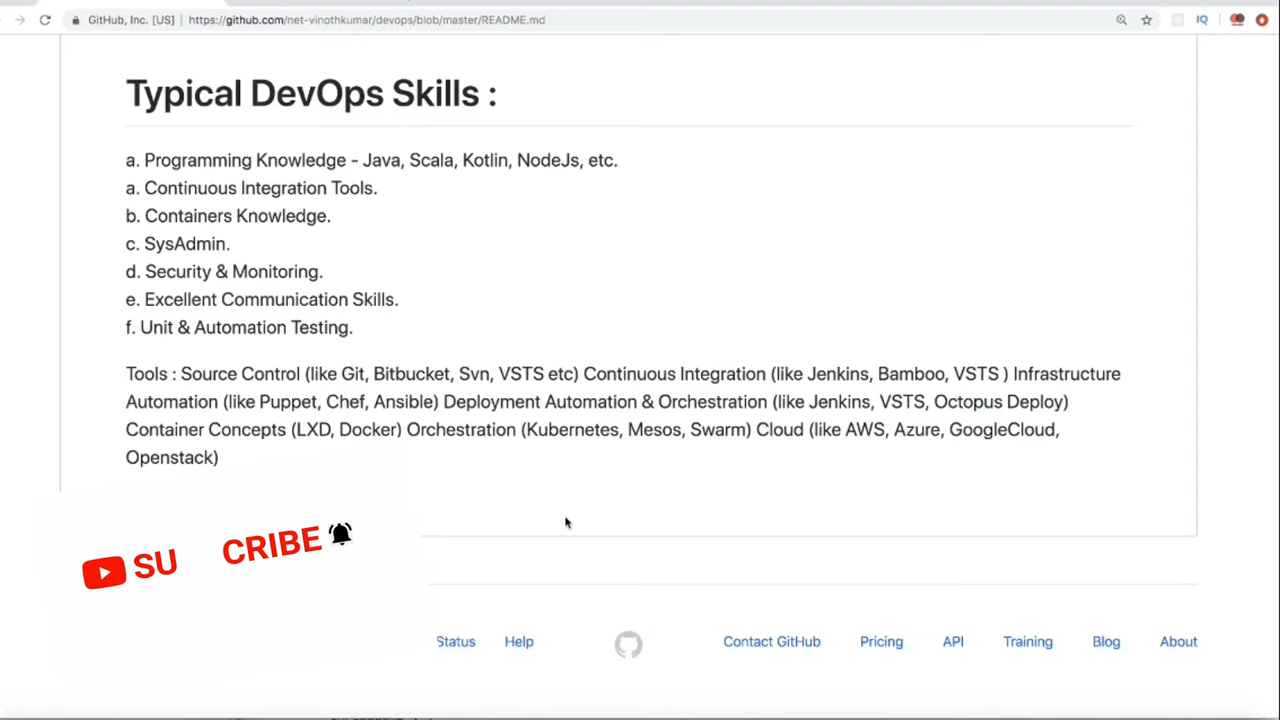 GitHub, Inc. [US] https://github.com/net-vinothkumar/devops/blob/master/README.md
IQ
Typical DevOps Skills :
a. Programming Knowledge - Java, Scala, Kotlin, NodeJs, etc.
a. Continuous Integration Tools.
b. Containers Knowledge.
c. SysAdmin.
d. Security & Monitoring.
e. Excellent Communication Skills.
f. Unit & Automation Testing.
Tools : Source Control (like Git, Bitbucket, Svn, VSTS etc) Continuous Integration (like Jenkins, Bamboo, VSTS ) Infrastructure
Automation (like Puppet, Chef, Ansible) Deployment Automation & Orchestration (like Jenkins, VSTS, Octopus Deploy)
Container Concepts (LXD, Docker) Orchestration (Kubernetes, Mesos, Swarm) Cloud (like AWS, Azure, GoogleCloud,
Openstack)
SU CRIBE
Status Help Contact GitHub Pricing API Training Blog About